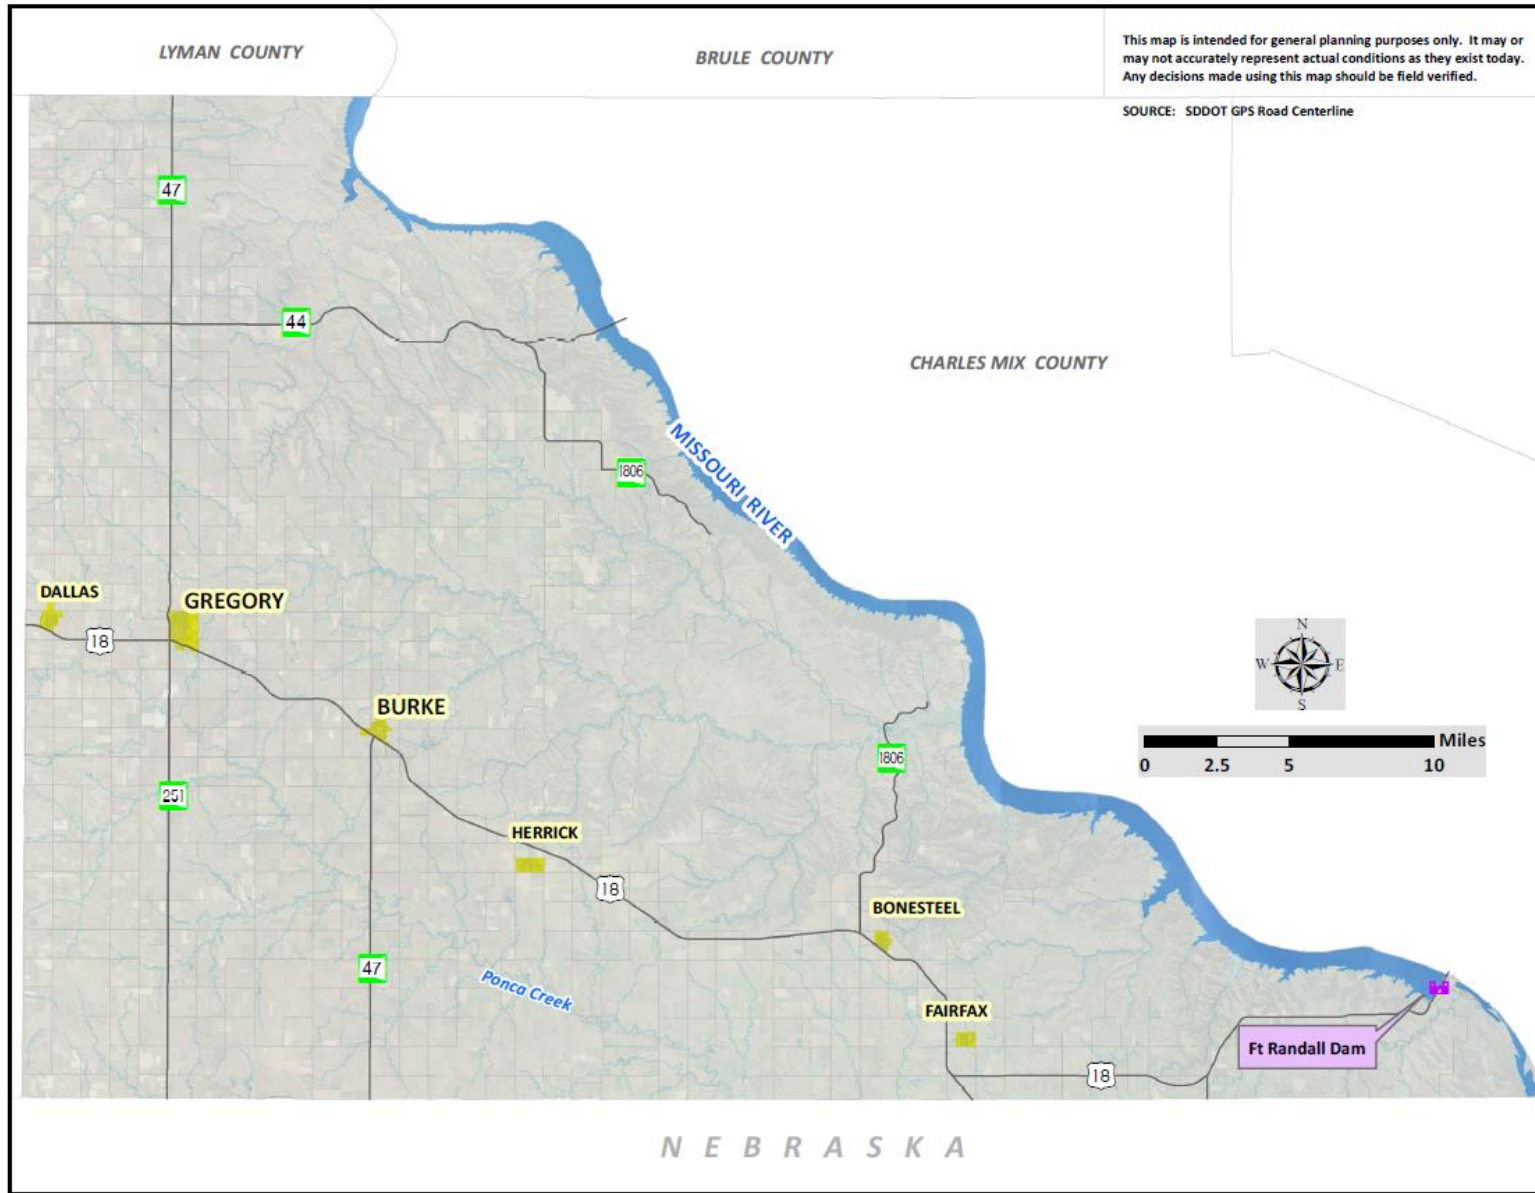 LYMAN COUNTY
BRULE COUNTY
This map is intended for general planning purposes only. It may or
may not accurately represent actual conditions as they exist today.
Any decisions made using this map should be field verified.
SOURCE: SDDOT GPS Road Centerline
47
44
CHARLES MIX COUNTY
MISSOURI RIVER
1806
DALLAS
GREGORY
18
N
W
E
S
BURKE
Miles
0 2.5 5 10
1806
251
HERRICK
18
BONESTEEL
47
Ponca Creek
FAIRFAX
Ft Randall Dam
18
NEBRASKA